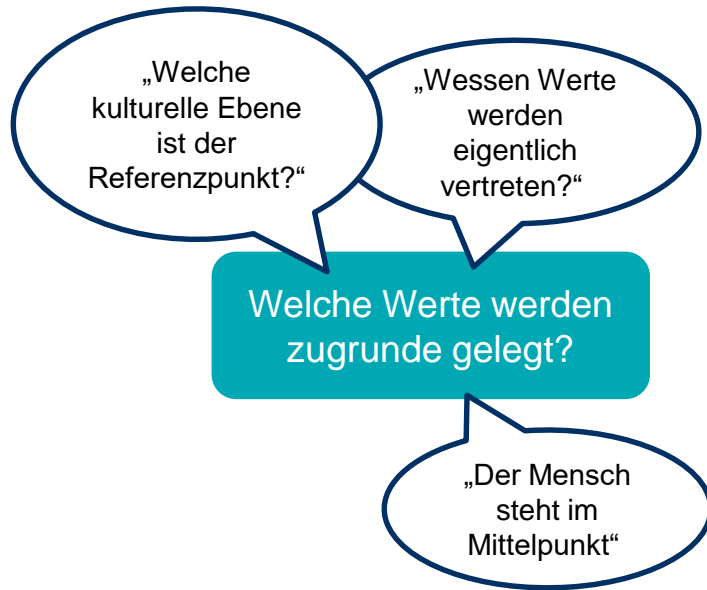 „Welche
kulturelle Ebene
ist der
Referenzpunkt?“
„Wessen Werte
werden
eigentlich
vertreten?“
Welche Werte werden
zugrunde gelegt?
„Der Mensch
steht im
Mittelpunkt“